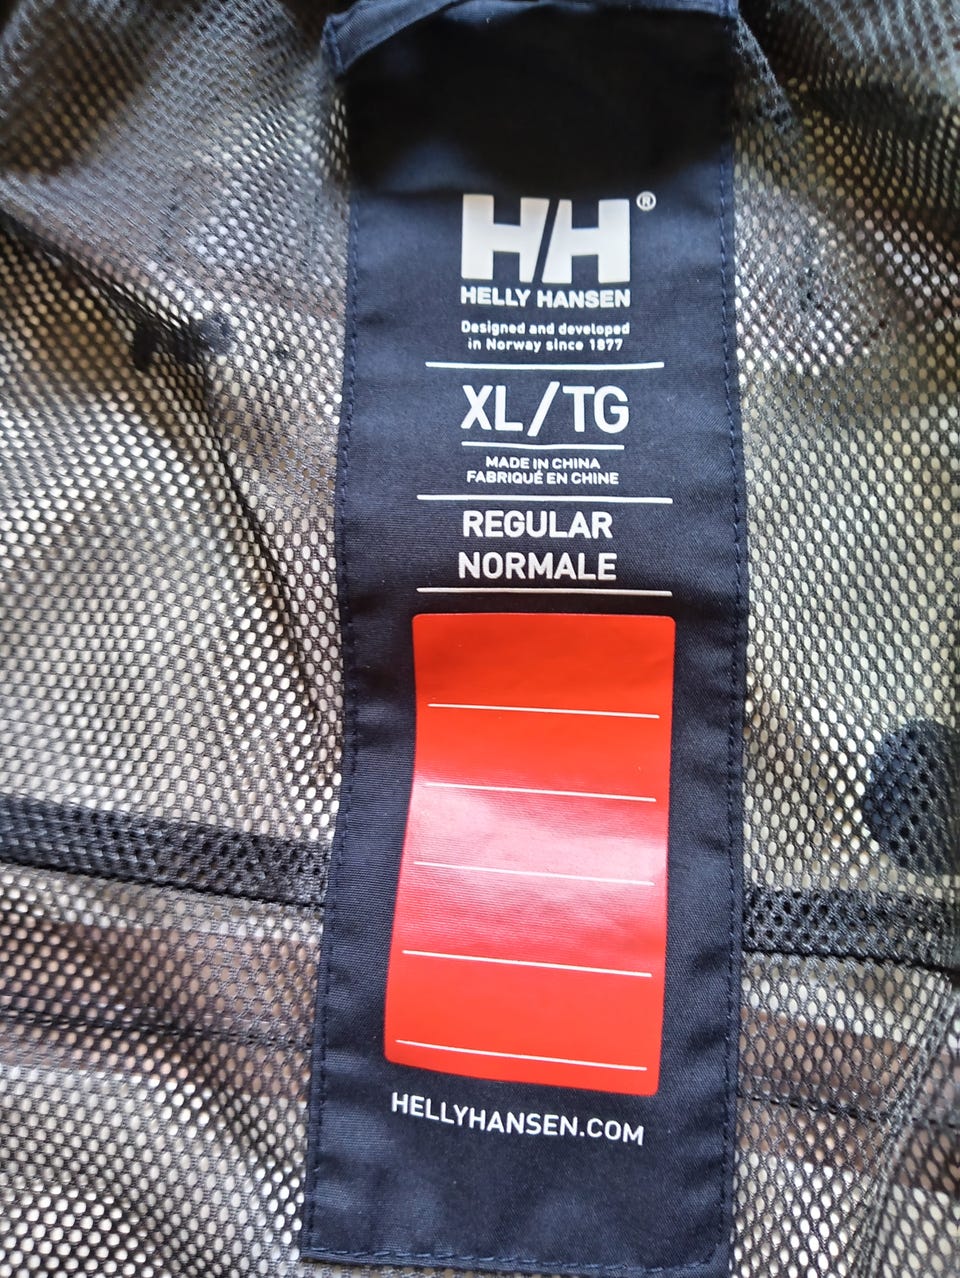 HH®
HELLY HANSEN
Designed and developed
in Norway since 1877
XL/TG
MADE IN CHINA
FABRIQUÉ EN CHINE
REGULAR
NORMALE
HELLYHANSEN.COM